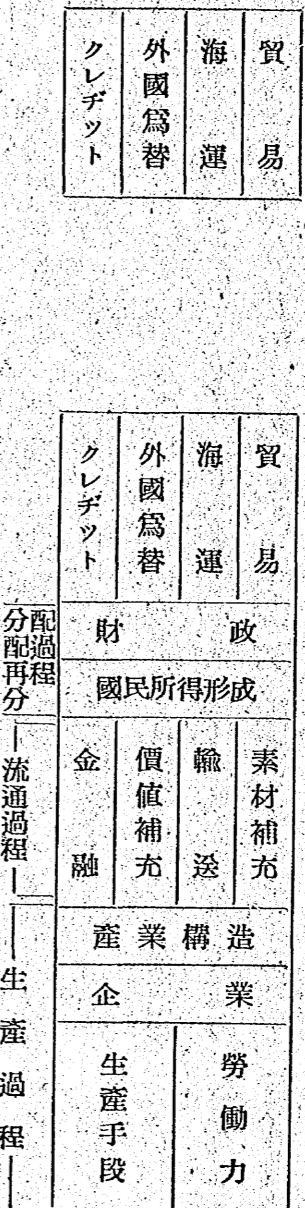 貿易
海運
外國爲替
クレヂット
貿易
海運
外國爲替
クレヂット
財政
國民所得形成
素材補充
輸送
價値補充
金融
産業構造
企業
勞働力
生産手段
分配再分
配過程
流通過程
生産過程